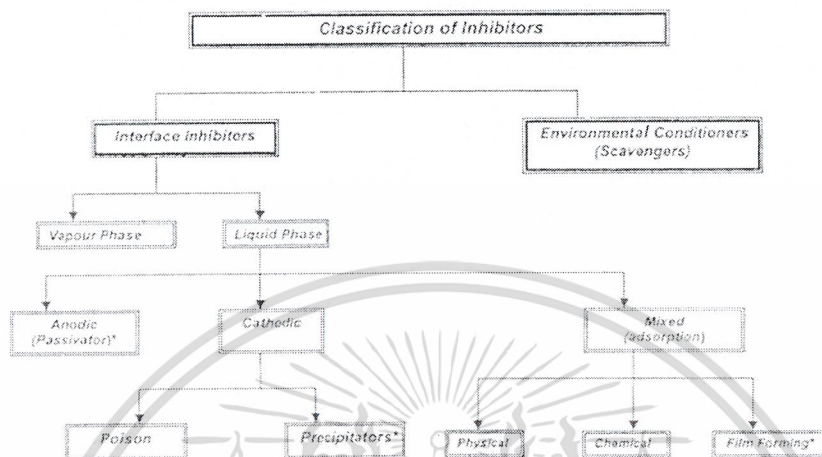 Classification of Inhibitors
Interface Inhibitors
Environmental Conditioners
(Scavengers)
Vapour Phase
Liquid Phase
Anodic
(Passivator)*
Cathodic
Mixed
(adsorption)
Poison
Precipitators*
Physical
Chemical
Film Forming*